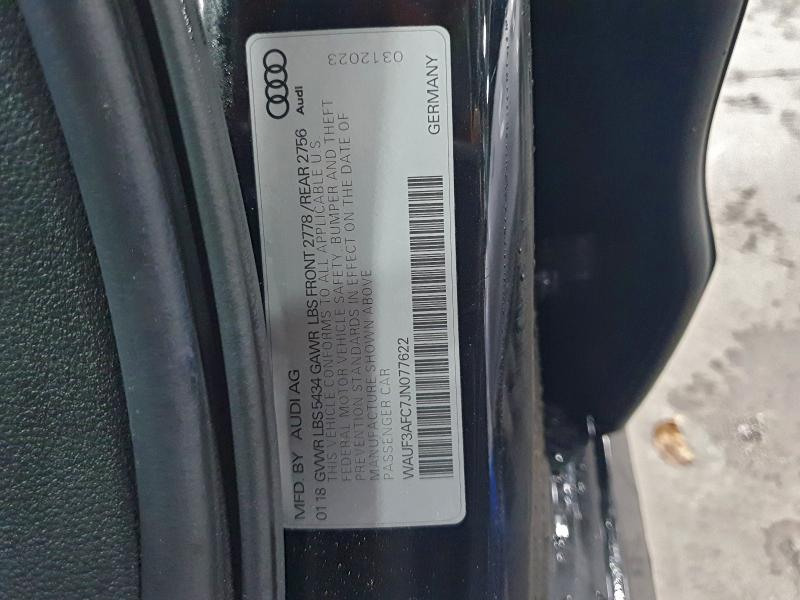 MFD. BY AUDI AG
Audi
01 18 GVWR LBS 5434 GAWR LBS FRONT 2778 /REAR 2756
THIS VEHICLE CONFORMS TO ALL APPLICABLE U.S.
FEDERAL MOTOR VEHICLE SAFETY, BUMPER AND THEFT
PREVENTION STANDARDS IN EFFECT ON THE DATE OF
MANUFACTURE SHOWN ABOVE
PASSENGER CAR
0312023
WAUF3AFC7JN077622
GERMANY